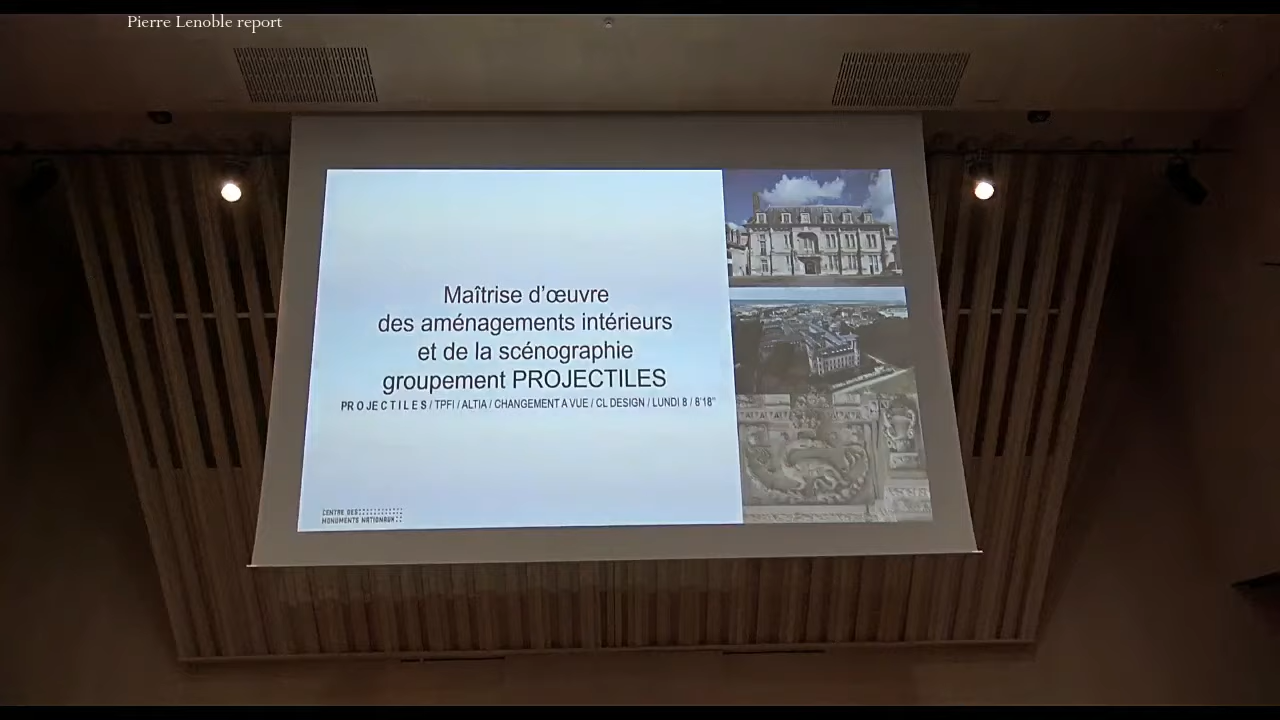 Pierre Lenoble report
Maîtrise d'œuvre
des aménagements intérieurs
et de la scénographie
groupement PROJECTILES
PROJECTILES / TPFI / ALTIA / CHANGEMENT A VUE / CL DESIGN / LUNDI 8 / 8'18"
CENTRE DES
MONUMENTS NATIONAUX